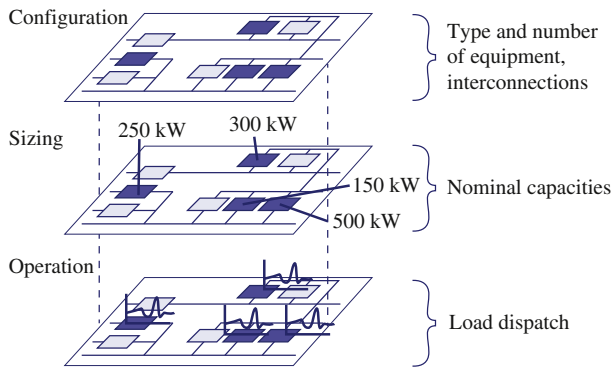 Configuration
Type and number
of equipment,
interconnections
Sizing
250 kW
300 kW
150 kW
500 kW
Nominal capacities
Operation
Load dispatch